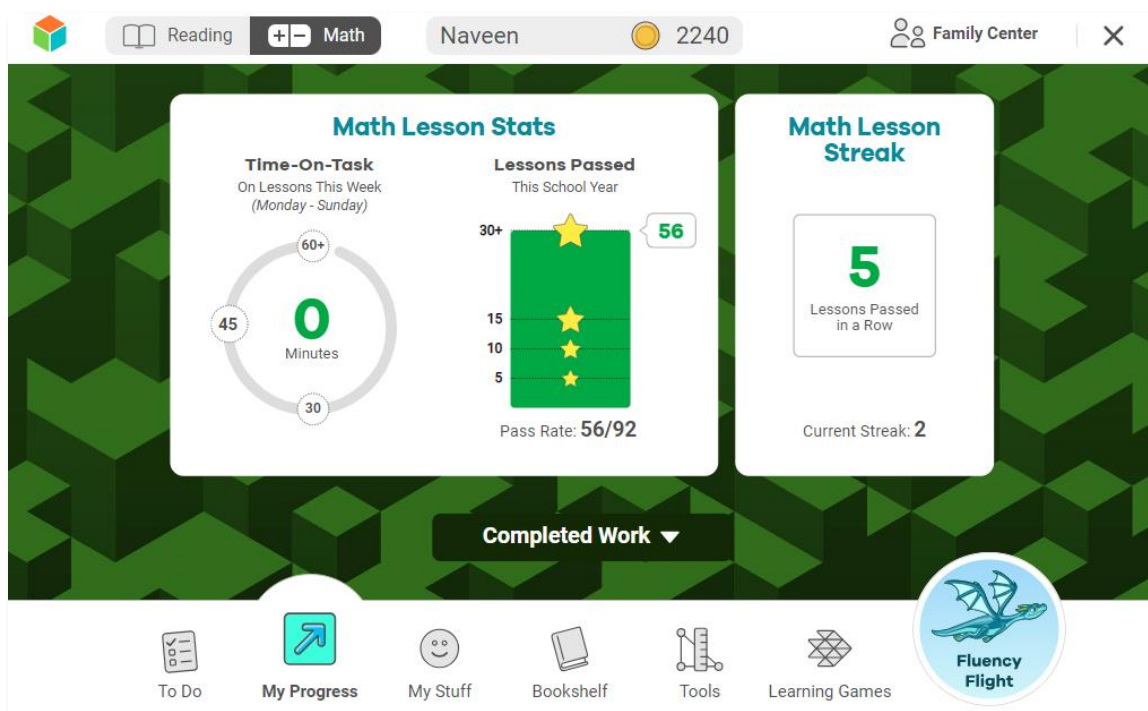 Reading
Math
Naveen
2240
Family Center
Math Lesson Stats
Time-On-Task
On Lessons This Week
(Monday - Sunday)
60+
45
0
Minutes
30
Lessons Passed
This School Year
30+
56
15
10
5
Pass Rate: 56/92
Math Lesson
Streak
5
Lessons Passed
in a Row
Current Streak: 2
Completed Work
To Do
My Progress
My Stuff
Bookshelf
Tools
Learning Games
Fluency
Flight